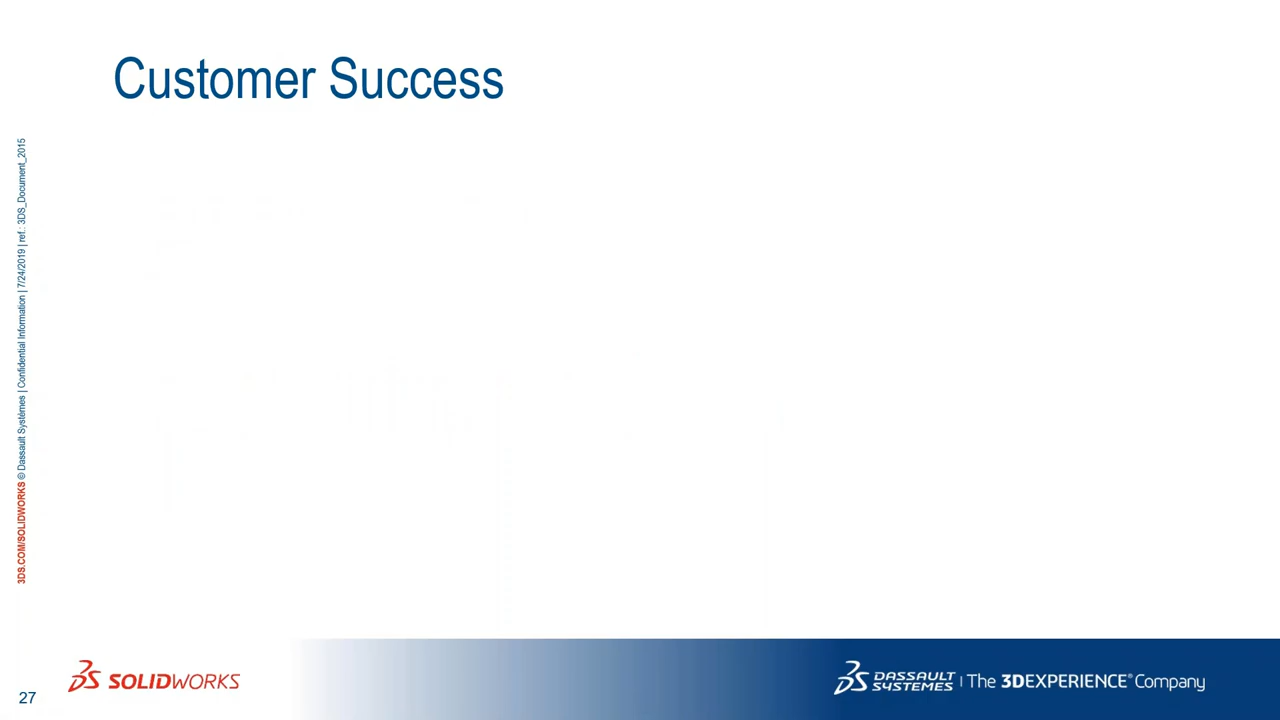 Customer Success
3DS.COM/SOLIDWORKS © Dassault Systèmes | Confidential Information | 7/24/2019 | ref.: 3DS_Document_2015
27
SOLIDWORKS
DASSAULT SYSTEMES | The 3DEXPERIENCE® Company